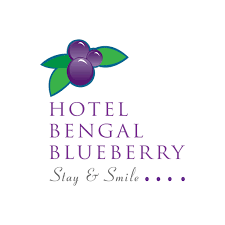 HOTEL
BENGAL
BLUEBERRY
Stay & Smile ....